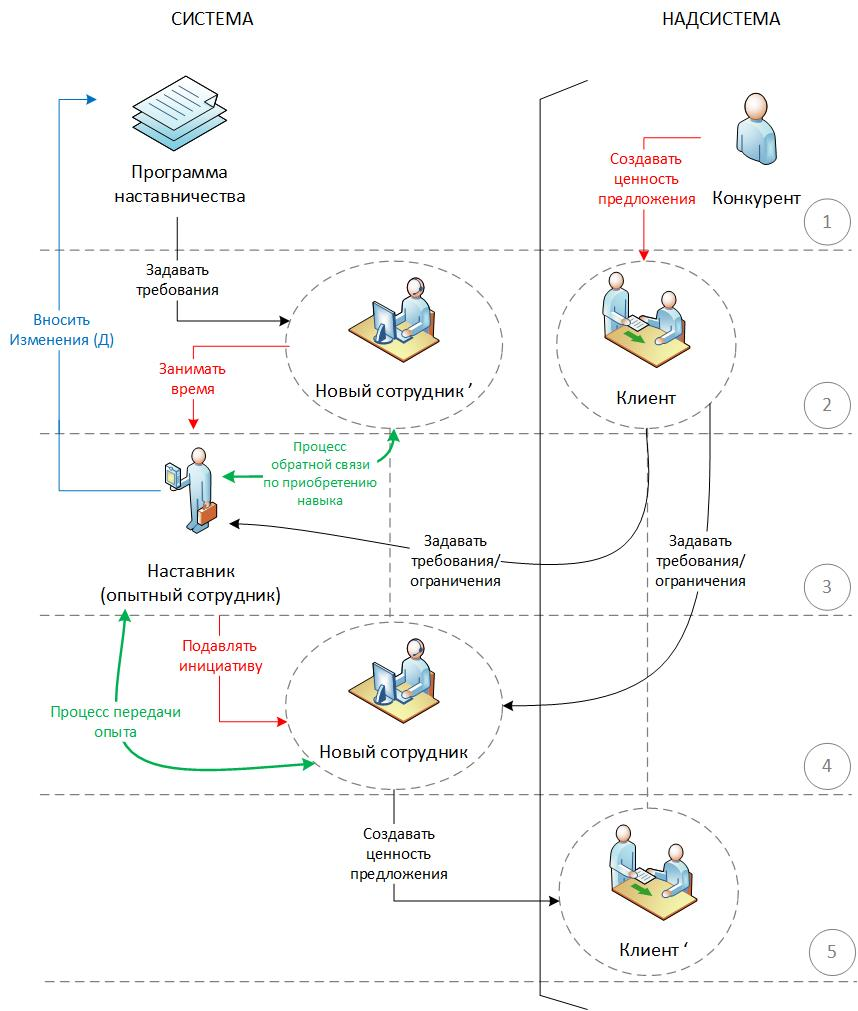 СИСТЕМА
НАДСИСТЕМА
Программа
наставничества
Создавать
ценность
предложения
Конкурент
1
Задавать
требования
Вносить
Изменения (Д)
Занимать
время
Новый сотрудник ’
Клиент
2
Процесс
обратной связи
по приобретению
навыка
Наставник
(опытный сотрудник)
Задавать
требования/
ограничения
Задавать
требования/
ограничения
3
Подавлять
инициативу
Процесс передачи
опыта
Новый сотрудник
4
Создавать
ценность
предложения
Клиент ‘
5